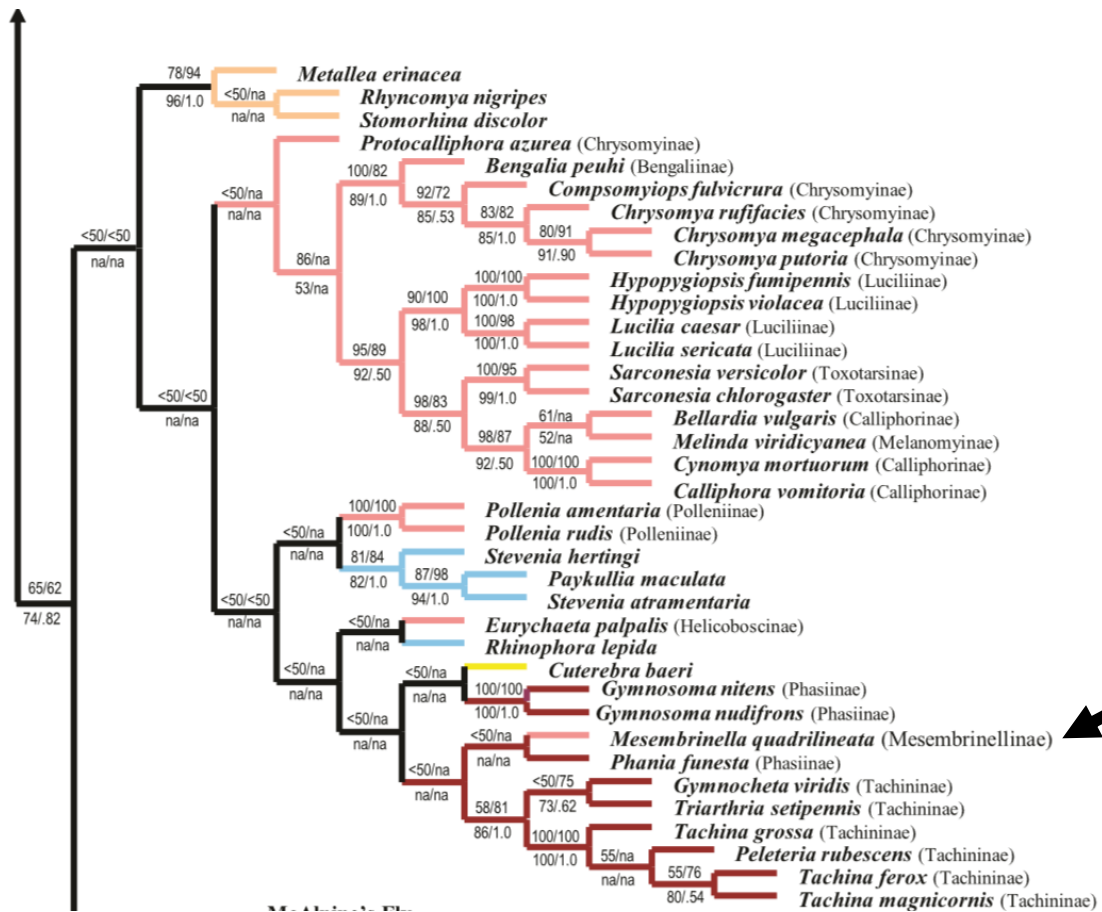 78/94
Metallea erinacea
96/1.0
<50/na
Rhyncomya nigripes
na/na
Stomorhina discolor
Protocalliphora azurea (Chrysomyinae)
100/82
Bengalia peuhi (Bengaliinae)
<50/na
89/1.0
92/72
Compsomyiops fulvicrura (Chrysomyinae)
na/na
85/.53
83/82
Chrysomya rufifacies (Chrysomyinae)
<50/<50
85/1.0
80/91
Chrysomya megacephala (Chrysomyinae)
na/na
91/.90
Chrysomya putoria (Chrysomyinae)
86/na
100/100
Hypopygiopsis fumipennis (Luciliinae)
53/na
90/100
100/1.0
Hypopygiopsis violacea (Luciliinae)
98/1.0
100/98
Lucilia caesar (Luciliinae)
95/89
100/1.0
Lucilia sericata (Luciliinae)
92/.50
100/95
Sarconesia versicolor (Toxotarsinae)
<50/<50
98/83
99/1.0
Sarconesia chlorogaster (Toxotarsinae)
na/na
88/.50
61/na
Bellardia vulgaris (Calliphorinae)
98/87
52/na
Melinda viridicyanea (Melanomyinae)
92/.50
100/100
Cynomya mortuorum (Calliphorinae)
100/1.0
Calliphora vomitoria (Calliphorinae)
100/100
Pollenia amentaria (Polleniinae)
<50/na
100/1.0
Pollenia rudis (Polleniinae)
na/na
81/84
Stevenia hertingi
82/1.0
87/98
Paykullia maculata
65/62
<50/<50
94/1.0
Stevenia atramentaria
74/.82
na/na
<50/na
Eurychaeta palpalis (Helicoboscinae)
na/na
Rhinophora lepida
<50/na
<50/na
Cuterebra baeri
na/na
na/na
100/100
Gymnosoma nitens (Phasiinae)
<50/na
100/1.0
Gymnosoma nudifrons (Phasiinae)
na/na
<50/na
Mesembrinella quadrilineata (Mesembrinellinae)
<50/na
na/na
Phania funesta (Phasiinae)
na/na
<50/75
Gymnocheta viridis (Tachininae)
58/81
73/.62
Triarthria setipennis (Tachininae)
86/1.0
100/100
Tachina grossa (Tachininae)
100/1.0
55/na
Peleteria rubescens (Tachininae)
na/na
55/76
Tachina ferox (Tachininae)
80/.54
Tachina magnicornis (Tachininae)